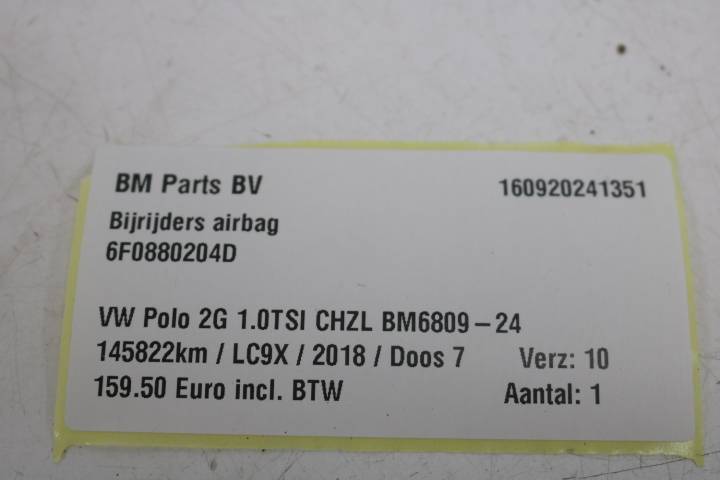 BM Parts BV 160920241351
Bijrijders airbag
6F0880204D
VW Polo 2G 1.0TSI CHZL BM6809-24
145822km / LC9X / 2018 / Doos 7 Verz: 10
159.50 Euro incl. BTW Aantal: 1